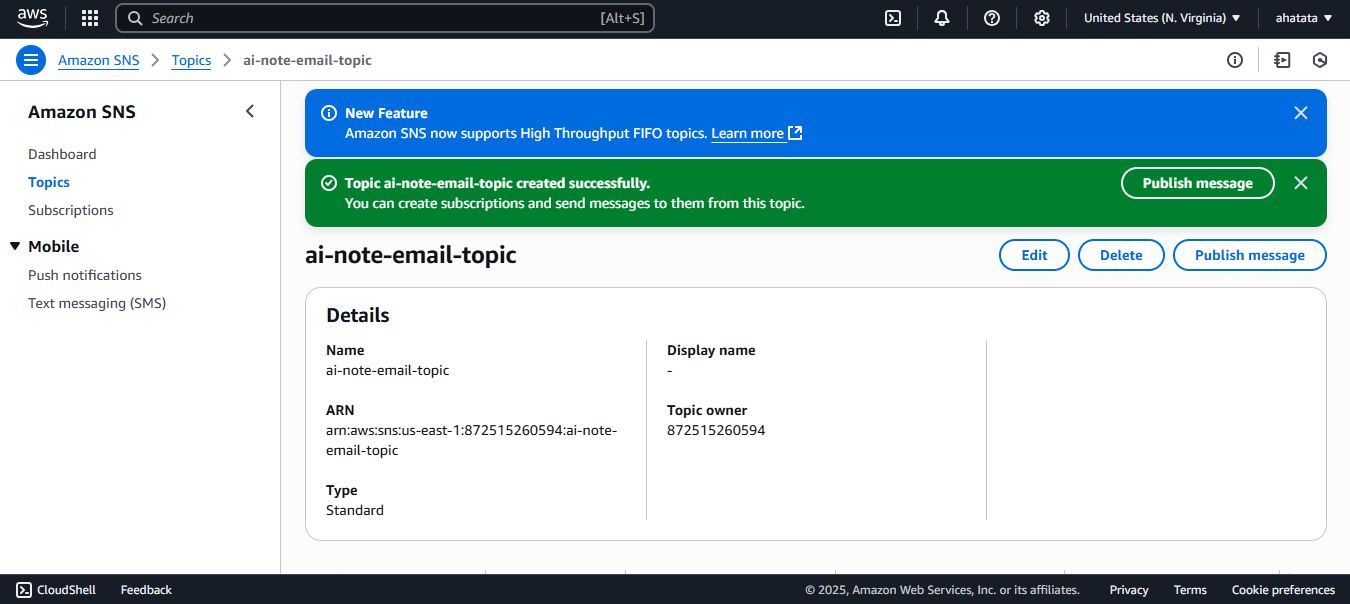 aws
Search
[Alt+S]
United States (N. Virginia)
ahatata
Amazon SNS
Topics
ai-note-email-topic
Amazon SNS
Dashboard
Topics
Subscriptions
Mobile
Push notifications
Text messaging (SMS)
New Feature
Amazon SNS now supports High Throughput FIFO topics. Learn more
Topic ai-note-email-topic created successfully.
You can create subscriptions and send messages to them from this topic.
Publish message
ai-note-email-topic
Edit
Delete
Publish message
Details
Name
ai-note-email-topic
ARN
arn:aws:sns:us-east-1:872515260594:ai-note-
email-topic
Type
Standard
Display name
-
Topic owner
872515260594
CloudShell
Feedback
© 2025, Amazon Web Services, Inc. or its affiliates.
Privacy
Terms
Cookie preferences